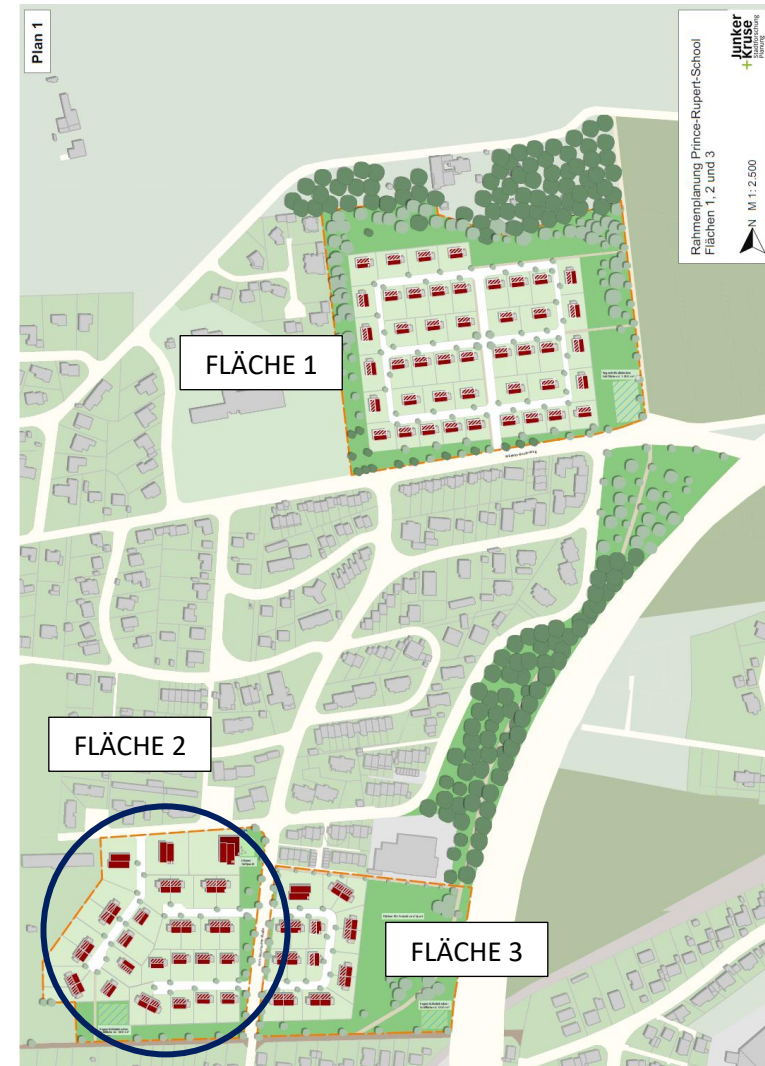 Plan 1
Rahmenplanung Prince-Rupert-School
Flächen 1, 2 und 3
N M 1: 2.500
Junker
+Kruse
Stadtforschung
Planung
FLÄCHE 1
FLÄCHE 2
FLÄCHE 3